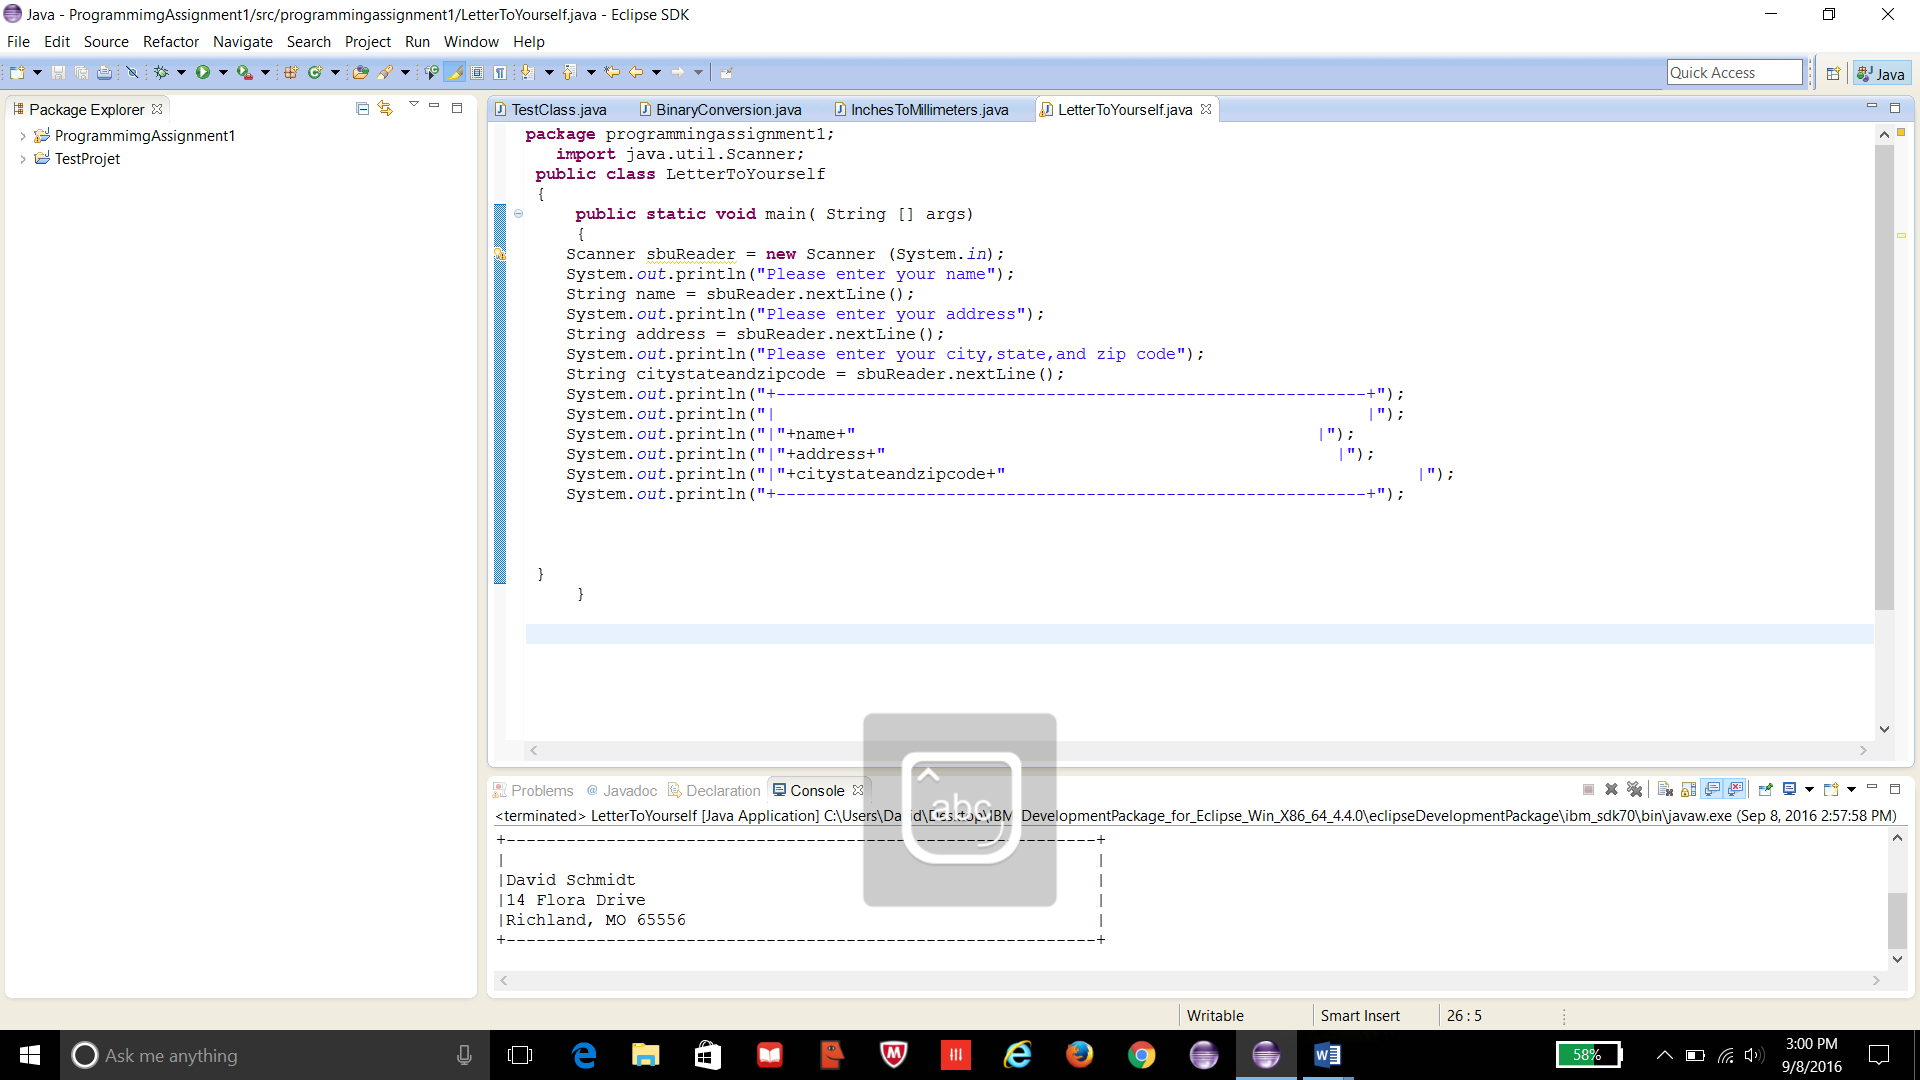 Java - ProgrammimgAssignment1/src/programmingassignment1/LetterToYourself.java - Eclipse SDK
File Edit Source Refactor Navigate Search Project Run Window Help
Quick Access
Java
Package Explorer
TestClass.java BinaryConversion.java InchesToMillimeters.java LetterToYourself.java
ProgrammimgAssignment1
TestProjet
package programmingassignment1;
import java.util.Scanner;
public class LetterToYourself
{
public static void main( String [] args)
{
Scanner sbuReader = new Scanner (System.in);
System.out.println("Please enter your name");
String name = sbuReader.nextLine();
System.out.println("Please enter your address");
String address = sbuReader.nextLine();
System.out.println("Please enter your city,state,and zip code");
String citystateandzipcode = sbuReader.nextLine();
System.out.println("+-----------------------------------------------------------+");
System.out.println("|                                                           |");
System.out.println("|"+name+"                                              |");
System.out.println("|"+address+"                                             |");
System.out.println("|"+citystateandzipcode+"                                         |");
System.out.println("+-----------------------------------------------------------+");
}
}
Problems @ Javadoc Declaration Console
<terminated> LetterToYourself [Java Application] C:\Users\David\Desktop\IBM DevelopmentPackage_for_Eclipse_Win_X86_64_4.4.0\eclipseDevelopmentPackage\ibm_sdk70\bin\javaw.exe (Sep 8, 2016 2:57:58 PM)
+-----------------------------------------------------------+
|                                                           |
|David Schmidt                                              |
|14 Flora Drive                                             |
|Richland, MO 65556                                         |
+-----------------------------------------------------------+
abc
Writable Smart Insert 26 : 5
Ask me anything
58%
3:00 PM
9/8/2016